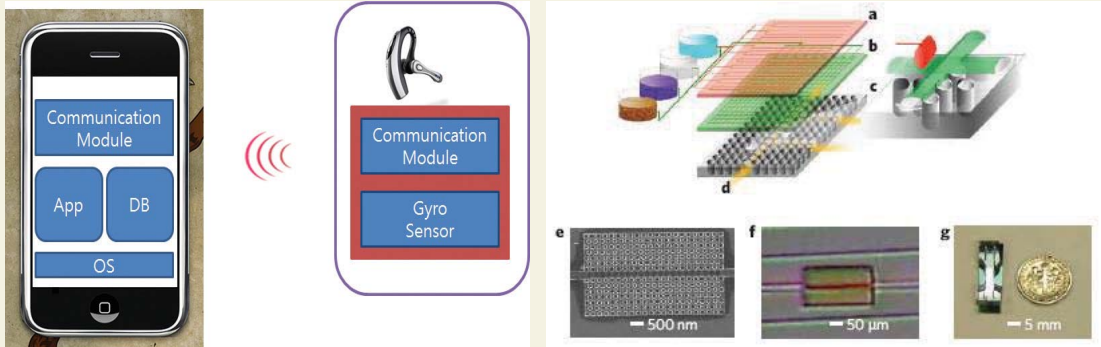 Communication
Module
App
DB
OS
Communication
Module
Gyro
Sensor
a
b
c
d
e
500 nm
f
50 μm
g
5 mm